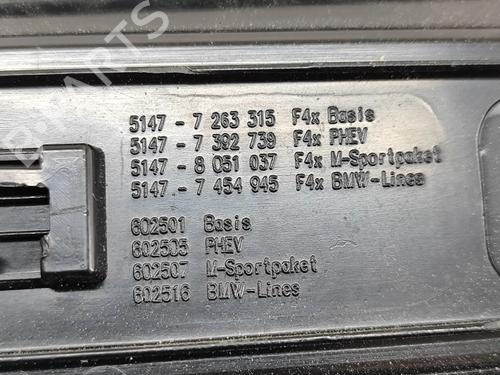 B-PARTS
5147 - 7 263 315 F4x Basis
5147 - 7 392 739 F4x PHEV
5147 - 8 051 037 F4x M-Sportpaket
5147 - 7 454 945 F4x BMW-Lines
602501 Basis
602505 PHEV
602507 M-Sportpaket
602516 BMW-Lines